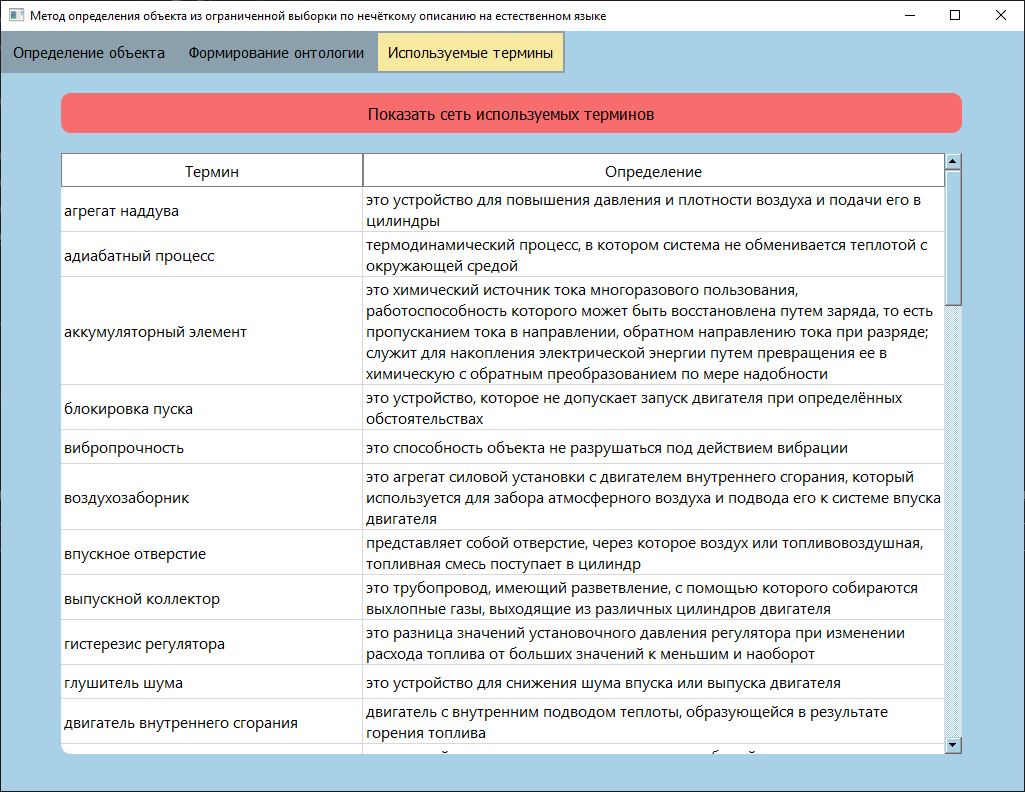 Метод определения объекта из ограниченной выборки по нечёткому описанию на естественном языке
Определение объекта Формирование онтологии Используемые термины
Показать сеть используемых терминов
Термин Определение
агрегат наддува
это устройство для повышения давления и плотности воздуха и подачи его в
цилиндры
адиабатный процесс
термодинамический процесс, в котором система не обменивается теплотой с
окружающей средой
аккумуляторный элемент
это химический источник тока многоразового пользования,
работоспособность которого может быть восстановлена путем заряда, то есть
пропусканием тока в направлении, обратном направлению тока при разряде;
служит для накопления электрической энергии путем превращения ее в
химическую с обратным преобразованием по мере надобности
блокировка пуска
это устройство, которое не допускает запуск двигателя при определённых
обстоятельствах
вибропрочность
это способность объекта не разрушаться под действием вибрации
воздухозаборник
это агрегат силовой установки с двигателем внутреннего сгорания, который
используется для забора атмосферного воздуха и подвода его к системе впуска
двигателя
впускное отверстие
представляет собой отверстие, через которое воздух или топливовоздушная,
топливная смесь поступает в цилиндр
выпускной коллектор
это трубопровод, имеющий разветвление, с помощью которого собираются
выхлопные газы, выходящие из различных цилиндров двигателя
гистерезис регулятора
это разница значений установочного давления регулятора при изменении
расхода топлива от больших значений к меньшим и наоборот
глушитель шума
это устройство для снижения шума впуска или выпуска двигателя
двигатель внутреннего сгорания
двигатель с внутренним подводом теплоты, образующейся в результате
горения топлива